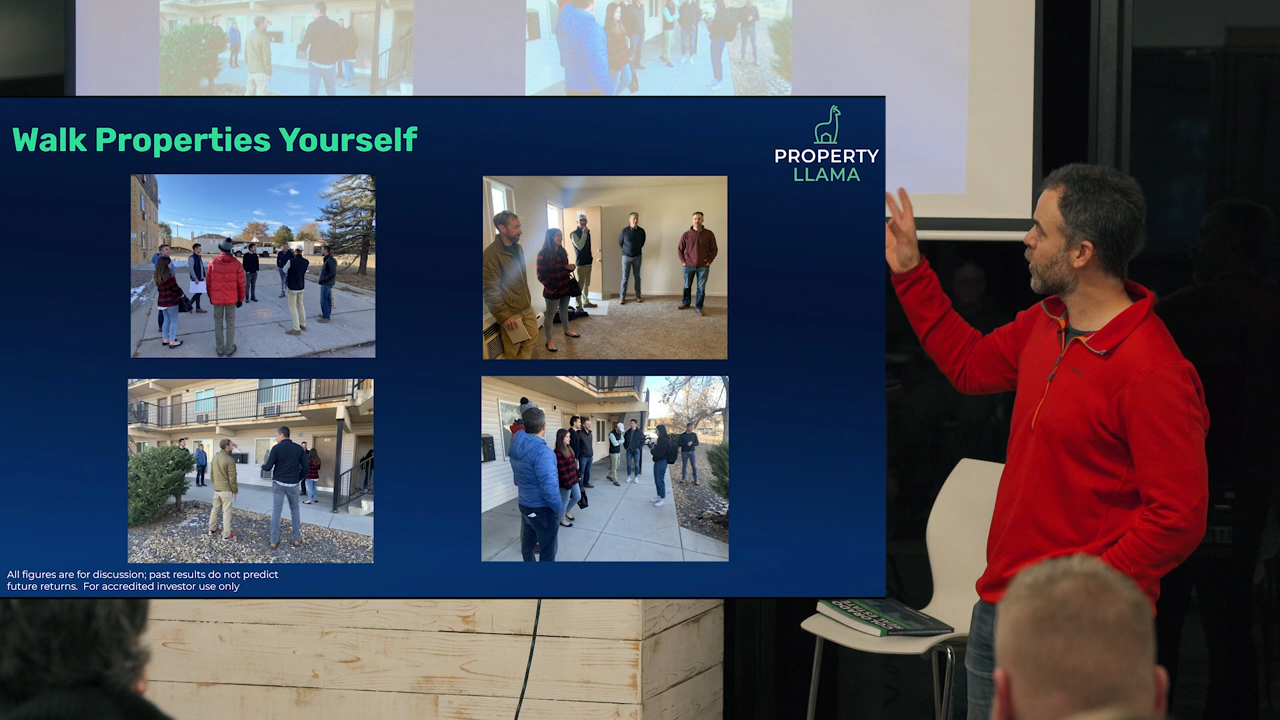 Walk Properties Yourself
PROPERTY
LLAMA
All figures are for discussion; past results do not predict
future returns.  For accredited investor use only